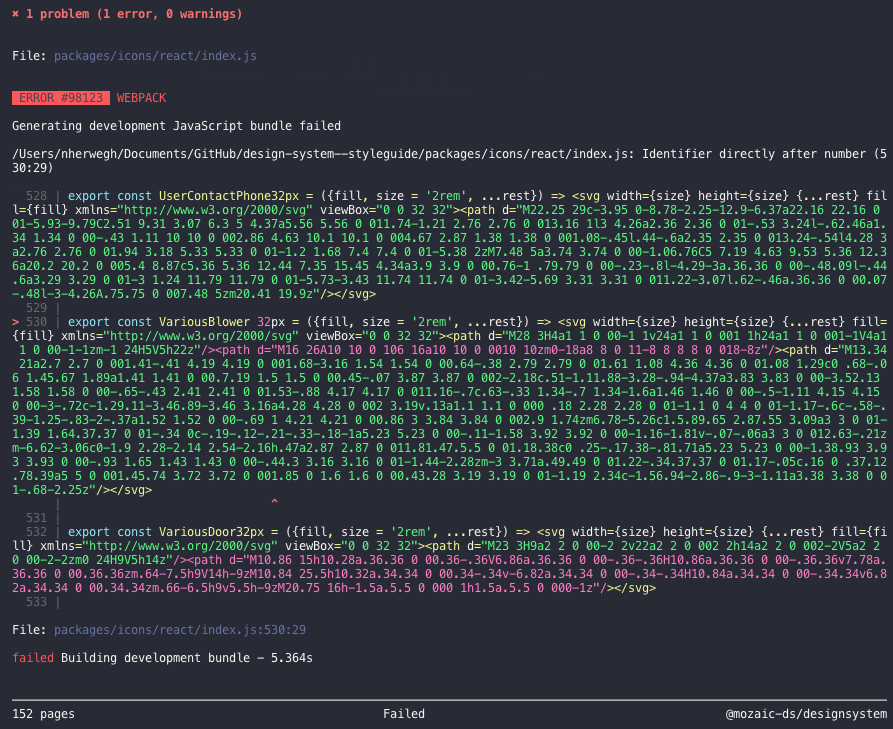 ✖ 1 problem (1 error, 0 warnings)
File: packages/icons/react/index.js
ERROR #98123 WEBPACK
Generating development JavaScript bundle failed
/Users/nherwegh/Documents/GitHub/design-system--styleguide/packages/icons/react/index.js: Identifier directly after number (5
30:29)
528 | export const UserContactPhone32px = ({fill, size = '2rem', ...rest}) => <svg width={size} height={size} {...rest} fil
l={fill} xmlns="http://www.w3.org/2000/svg" viewBox="0 0 32 32"><path d="M22.25 29c-3.95 0-8.78-2.25-12.9-6.37a22.16 22.16 0
01-5.93-9.79C2.51 9.31 3.07 6.3 5 4.37a5.56 5.56 0 011.74-1.21 2.76 2.76 0 013.16 1l3 4.26a2.36 2.36 0 01-.53 3.24l-.62.46a1.
34 1.34 0 00-.43 1.11 10 10 0 002.86 4.63 10.1 10.1 0 004.67 2.87 1.38 1.38 0 001.08-.45l.44-.6a2.35 2.35 0 013.24-.54l4.28 3
a2.76 2.76 0 01.94 3.18 5.33 5.33 0 01-1.2 1.68 7.4 7.4 0 01-5.38 2zM7.48 5a3.74 3.74 0 00-1.06.76C5 7.19 4.63 9.53 5.36 12.3
6a20.2 20.2 0 005.4 8.87c5.36 5.36 12.44 7.35 15.45 4.34a3.9 3.9 0 00.76-1 .79.79 0 00-.23-.8l-4.29-3a.36.36 0 00-.48.09l-.44
.6a3.29 3.29 0 01-3 1.24 11.79 11.79 0 01-5.73-3.43 11.74 11.74 0 01-3.42-5.69 3.31 3.31 0 011.22-3.07l.62-.46a.36.36 0 00.07
-.48l-3-4.26A.75.75 0 007.48 5zm20.41 19.9z"/></svg>
529 |
> 530 | export const VariousBlower 32px = ({fill, size = '2rem', ...rest}) => <svg width={size} height={size} {...rest} fill=
{fill} xmlns="http://www.w3.org/2000/svg" viewBox="0 0 32 32"><path d="M28 3H4a1 1 0 00-1 1v24a1 1 0 001 1h24a1 1 0 001-1V4a1
1 0 00-1-1zm-1 24H5V5h22z"/><path d="M16 26A10 10 0 106 16a10 10 0 0010 10zm0-18a8 8 0 11-8 8 8 8 0 018-8z"/><path d="M13.34
21a2.7 2.7 0 001.41-.41 4.19 4.19 0 001.68-3.16 1.54 1.54 0 00.64-.38 2.79 2.79 0 01.61 1.08 4.36 4.36 0 01.08 1.29c0 .68-.0
6 1.45.67 1.89a1.41 1.41 0 00.7.19 1.5 1.5 0 00.45-.07 3.87 3.87 0 002-2.18c.51-1.11.88-3.28-.94-4.37a3.83 3.83 0 00-3.52.13
1.58 1.58 0 00-.65-.43 2.41 2.41 0 01.53-.88 4.17 4.17 0 011.16-.7c.63-.33 1.34-.7 1.34-1.6a1.46 1.46 0 00-.5-1.11 4.15 4.15
0 00-3-.72c-1.29.11-3.46.89-3.46 3.16a4.28 4.28 0 002 3.19v.13a1.1 1.1 0 000 .18 2.28 2.28 0 01-1.1 0 4 4 0 01-1.17-.6c-.58-.
39-1.25-.83-2-.37a1.52 1.52 0 00-.69 1 4.21 4.21 0 00.86 3 3.84 3.84 0 002.9 1.74zm6.78-5.26c1.5.89.65 2.87.55 3.09a3 3 0 01-
1.39 1.64.37.37 0 01-.34 0c-.19-.12-.21-.33-.18-1a5.23 5.23 0 00-.11-1.58 3.92 3.92 0 00-1.16-1.81v-.07-.06a3 3 0 012.63-.21z
m-6.62-3.06c0-1.9 2.28-2.14 2.54-2.16h.47a2.87 2.87 0 011.81.47.5.5 0 01.18.38c0 .25-.17.38-.81.71a5.23 5.23 0 00-1.38.93 3.9
3 3.93 0 00-.93 1.65 1.43 1.43 0 00-.44.3 3.16 3.16 0 01-1.44-2.28zm-3 3.71a.49.49 0 01.22-.34.37.37 0 01.17-.05c.16 0 .37.12
.78.39a5 5 0 001.45.74 3.72 3.72 0 001.85 0 1.6 1.6 0 00.43.28 3.19 3.19 0 01-1.19 2.34c-1.56.94-2.86-.9-3-1.11a3.38 3.38 0 0
1-.68-2.25z"/></svg>
| ^
531 |
532 | export const VariousDoor32px = ({fill, size = '2rem', ...rest}) => <svg width={size} height={size} {...rest} fill={fi
ll} xmlns="http://www.w3.org/2000/svg" viewBox="0 0 32 32"><path d="M23 3H9a2 2 0 00-2 2v22a2 2 0 002 2h14a2 2 0 002-2V5a2 2
0 00-2-2zm0 24H9V5h14z"/><path d="M10.86 15h10.28a.36.36 0 00.36-.36V6.86a.36.36 0 00-.36-.36H10.86a.36.36 0 00-.36.36v7.78a.
36.36 0 00.36.36zm.64-7.5h9V14h-9zM10.84 25.5h10.32a.34.34 0 00.34-.34v-6.82a.34.34 0 00-.34-.34H10.84a.34.34 0 00-.34.34v6.8
2a.34.34 0 00.34.34zm.66-6.5h9v5.5h-9zM20.75 16h-1.5a.5.5 0 000 1h1.5a.5.5 0 000-1z"/></svg>
533 |
File: packages/icons/react/index.js:530:29
failed Building development bundle - 5.364s
152 pages Failed @mozaic-ds/designsystem